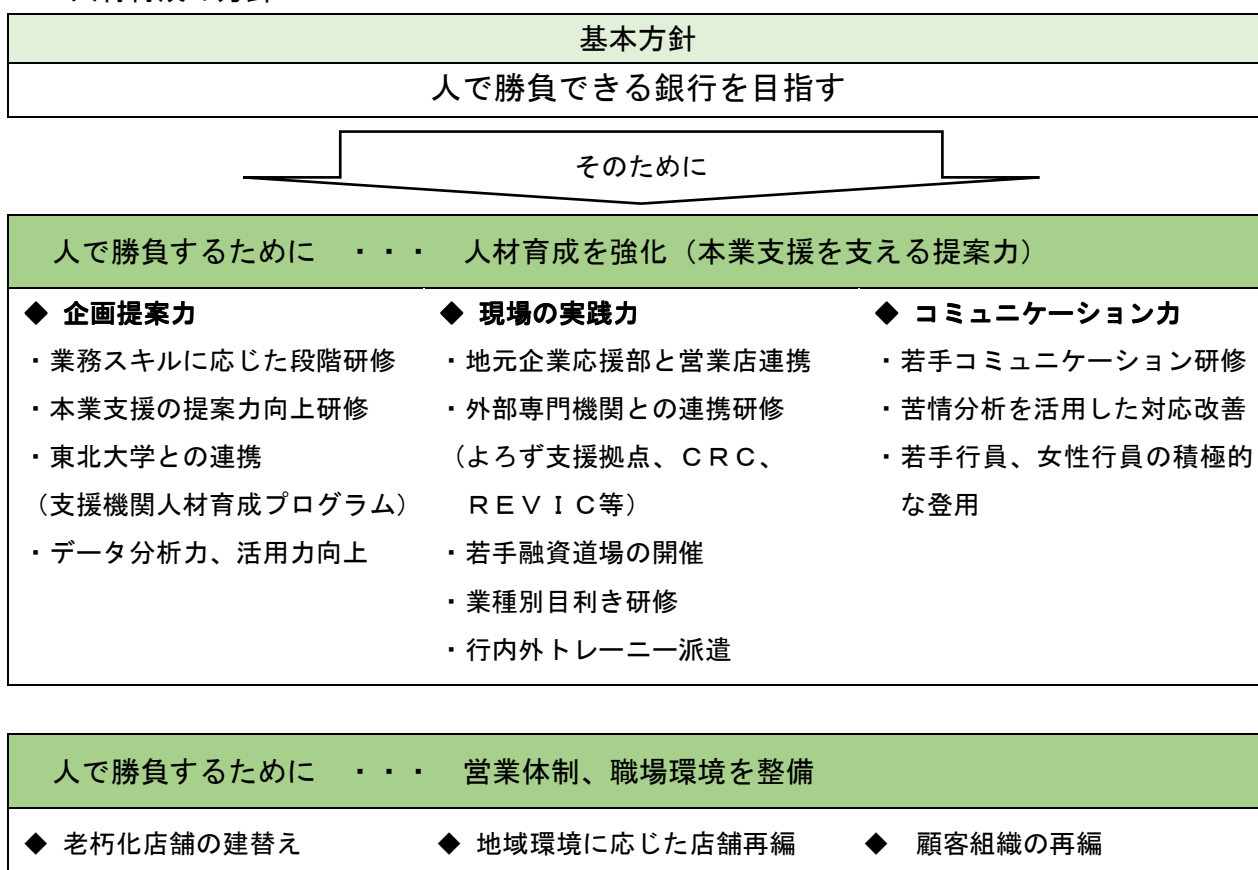 基本方針
人で勝負できる銀行を目指す
そのために
人で勝負するために ・・・ 人材育成を強化（本業支援を支える提案力）
◆ 企画提案力
・業務スキルに応じた段階研修
・本業支援の提案力向上研修
・東北大学との連携
（支援機関人材育成プログラム）
・データ分析力、活用力向上
◆ 現場の実践力
・地元企業応援部と営業店連携
・外部専門機関との連携研修
（よろず支援拠点、ＣＲＣ、
ＲＥＶＩＣ等）
・若手融資道場の開催
・業種別目利き研修
・行内外トレーニー派遣
◆ コミュニケーション力
・若手コミュニケーション研修
・苦情分析を活用した対応改善
・若手行員、女性行員の積極的
な登用
人で勝負するために ・・・ 営業体制、職場環境を整備
◆ 老朽化店舗の建替え
◆ 地域環境に応じた店舗再編
◆ 顧客組織の再編